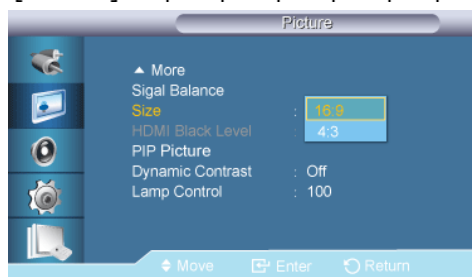 Picture
▲ More
Sigal Balance
Size : 16:9
4:3
HDMI Black Level :
PIP Picture
Dynamic Contrast : Off
Lamp Control : 100
Move Enter Return